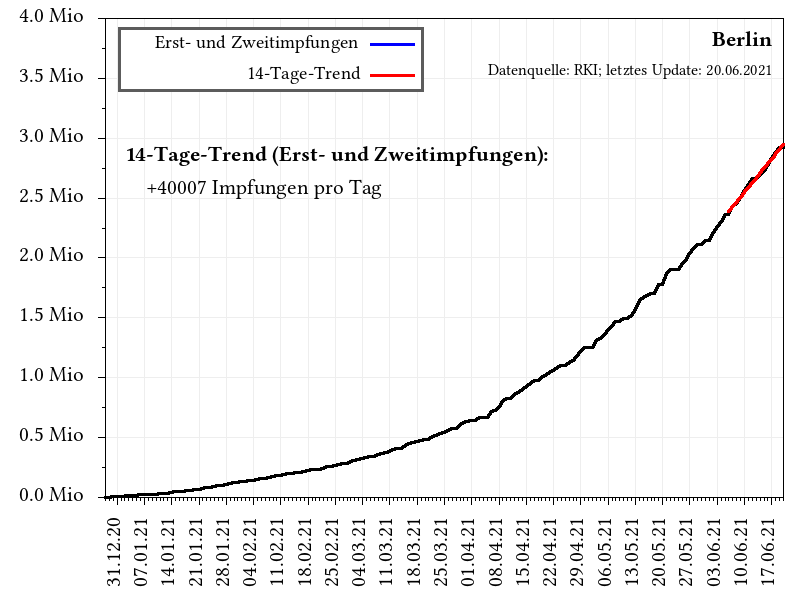 4.0 Mio
3.5 Mio
3.0 Mio
2.5 Mio
2.0 Mio
1.5 Mio
1.0 Mio
0.5 Mio
0.0 Mio
Erst- und Zweitimpfungen
14-Tage-Trend
Berlin
Datenquelle: RKI; letztes Update: 20.06.2021
14-Tage-Trend (Erst- und Zweitimpfungen):
+40007 Impfungen pro Tag
31.12.20
07.01.21
14.01.21
21.01.21
28.01.21
04.02.21
11.02.21
18.02.21
25.02.21
04.03.21
11.03.21
18.03.21
25.03.21
01.04.21
08.04.21
15.04.21
22.04.21
29.04.21
06.05.21
13.05.21
20.05.21
27.05.21
03.06.21
10.06.21
17.06.21